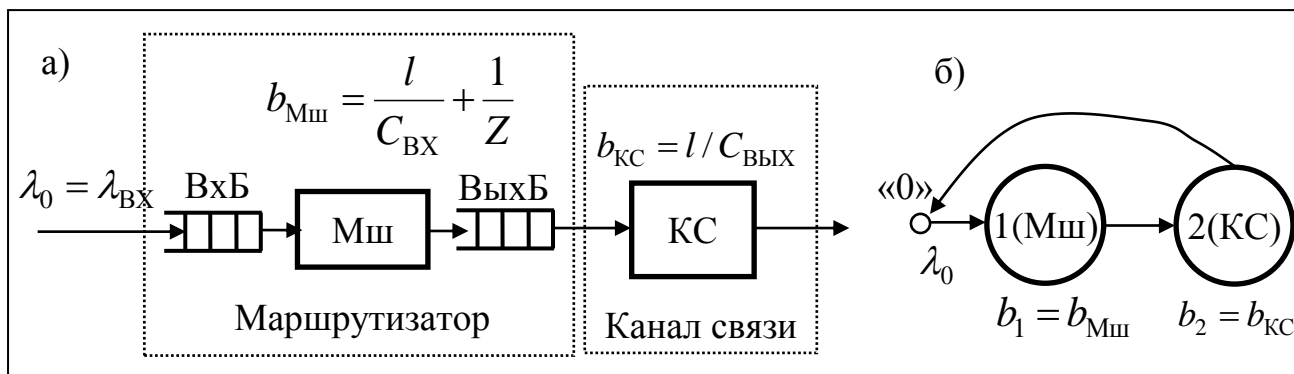 а)
b_Мш = l / C_ВХ + 1 / Z
b_КС = l / C_ВЫХ
λ_0 = λ_ВХ
ВхБ
Мш
ВыхБ
КС
Маршрутизатор
Канал связи
б)
«0»
λ_0
1(Мш)
2(КС)
b_1 = b_Мш
b_2 = b_КС